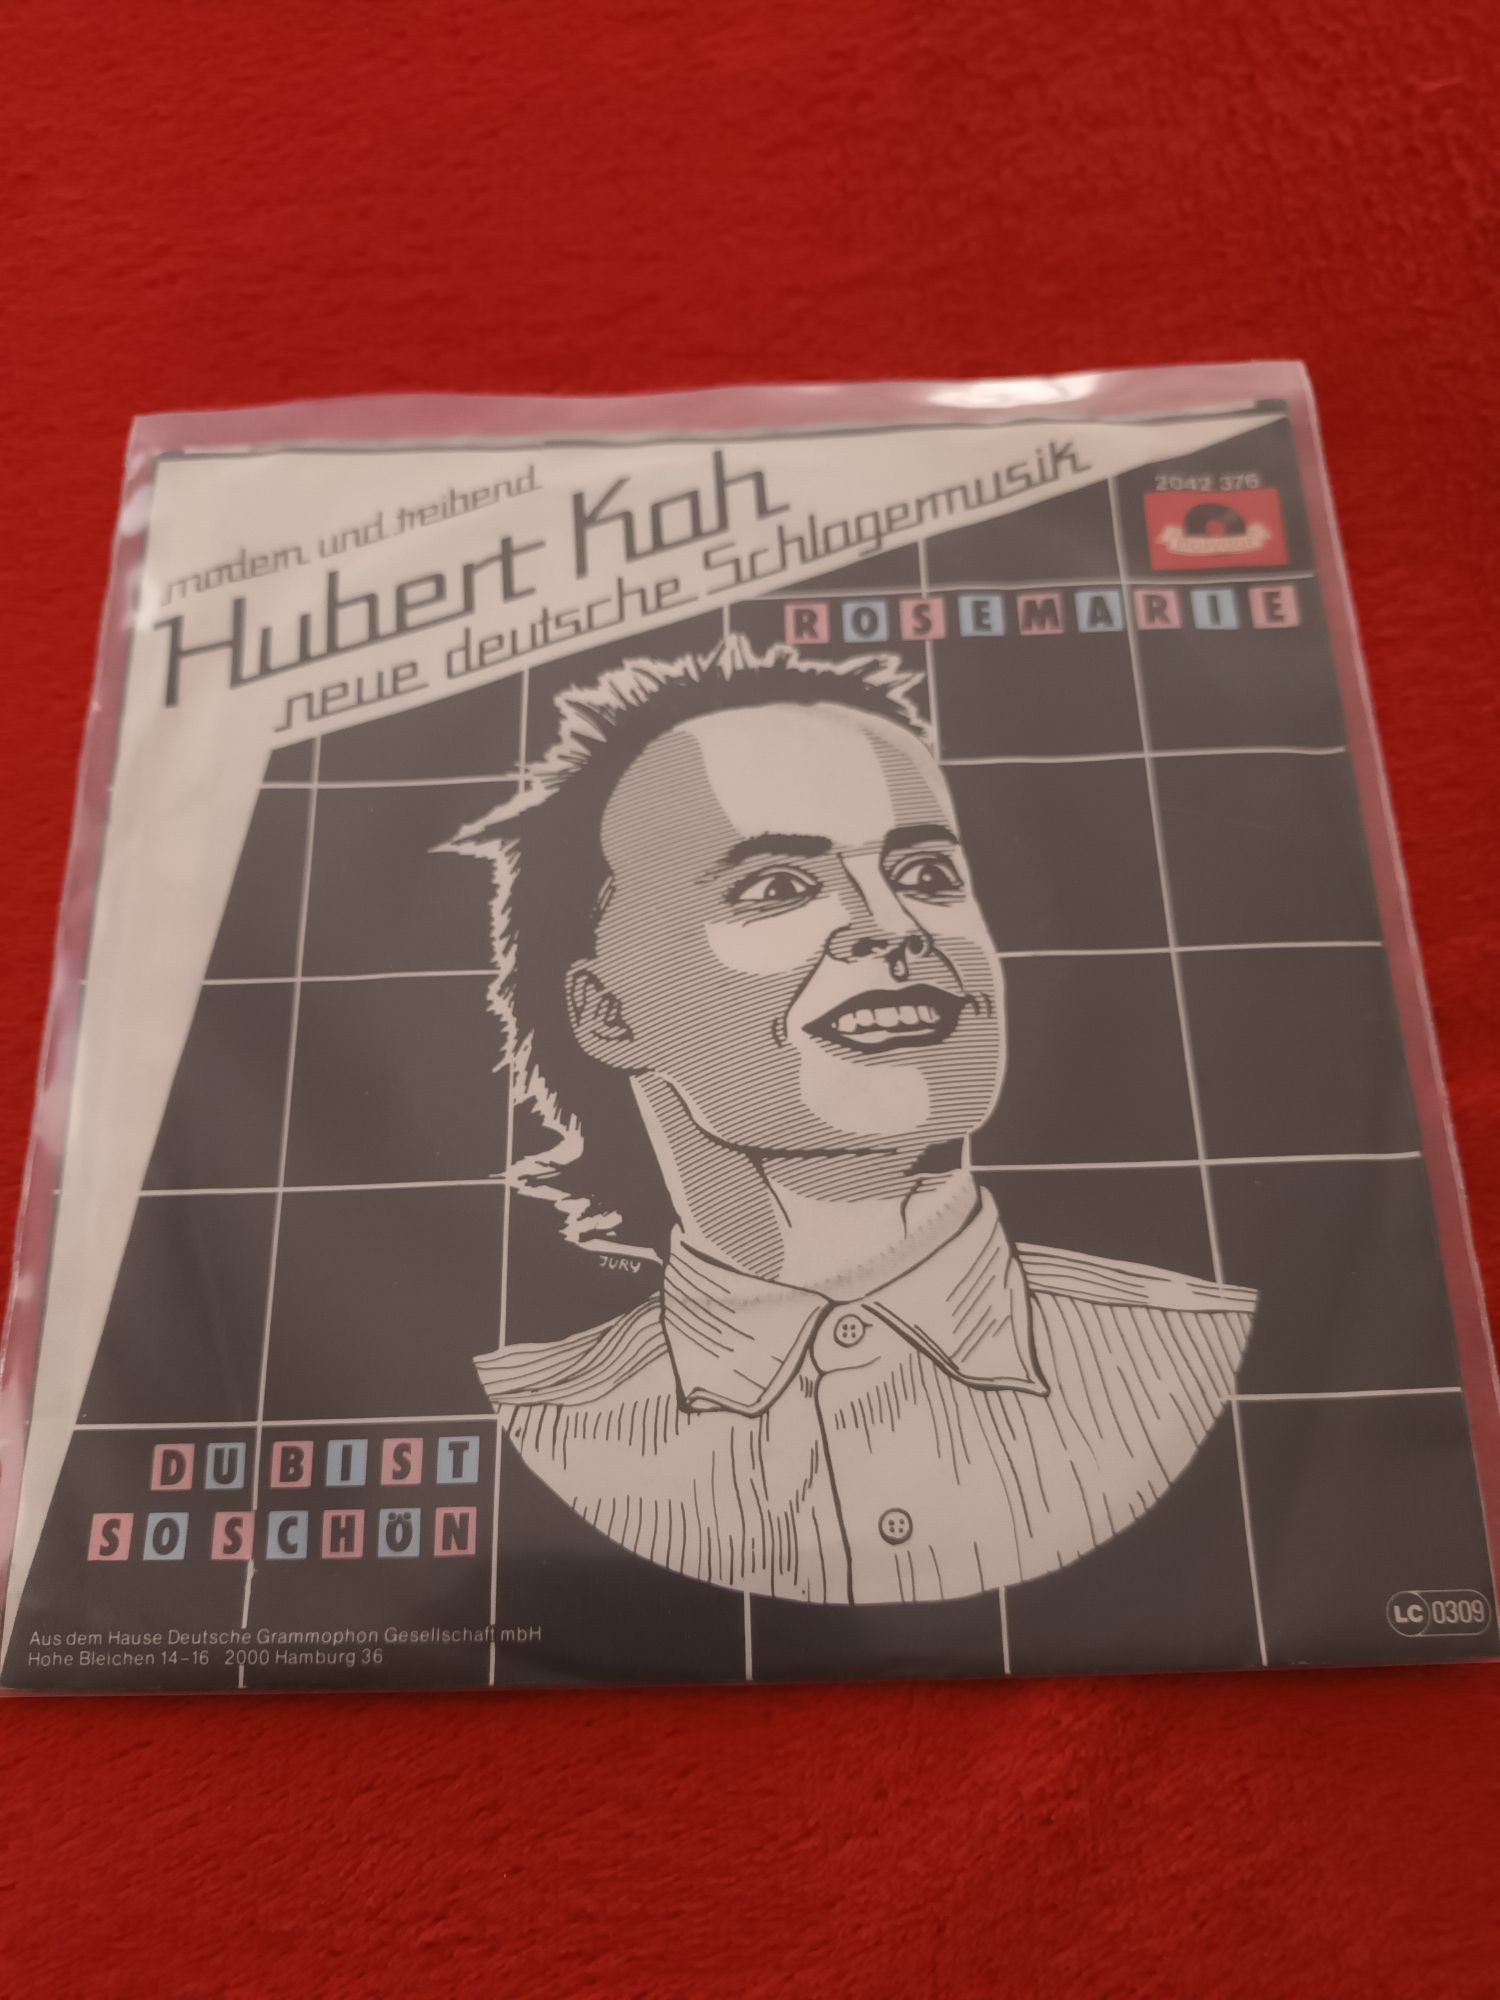 modern und treibend
Hubert Kah
neue deutsche Schlagermusik
2042 376
ROSEMARIE
JURY
DU BIST
SO SCHÖN
Aus dem Hause Deutsche Grammophon Gesellschaft mbH
Hohe Bleichen 14-16 2000 Hamburg 36
LC 0309